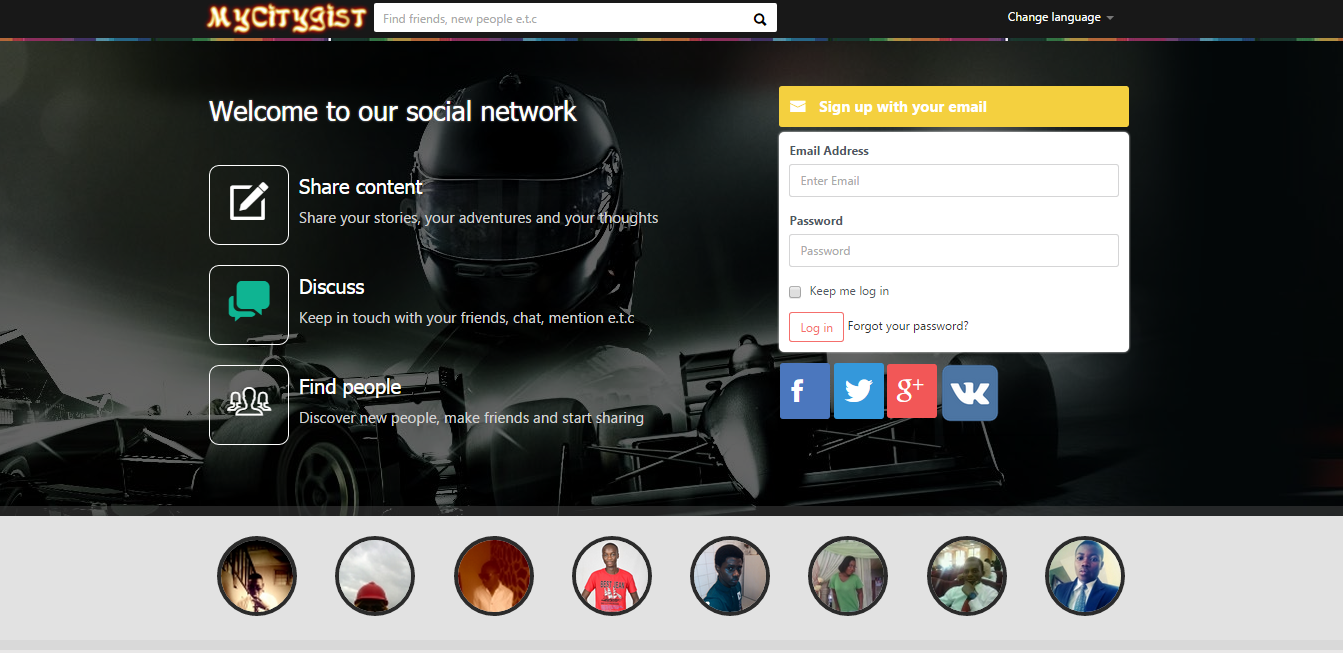 MyCitygist
Find friends, new people e.t.c
Change language
Welcome to our social network
Share content
Share your stories, your adventures and your thoughts
Discuss
Keep in touch with your friends, chat, mention e.t.c
Find people
Discover new people, make friends and start sharing
Sign up with your email
Email Address
Enter Email
Password
Password
Keep me log in
Log in Forgot your password?
f g+ VK